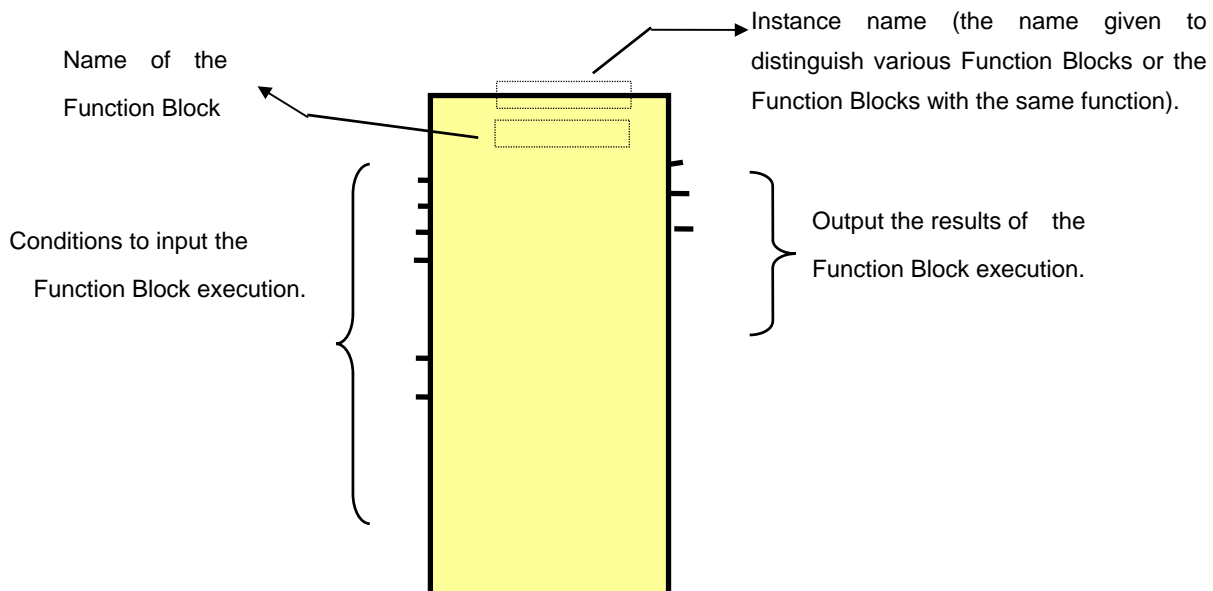 Instance name (the name given to
distinguish various Function Blocks or the
Function Blocks with the same function).
Name of the
Function Block
Conditions to input the
Function Block execution.
Output the results of the
Function Block execution.